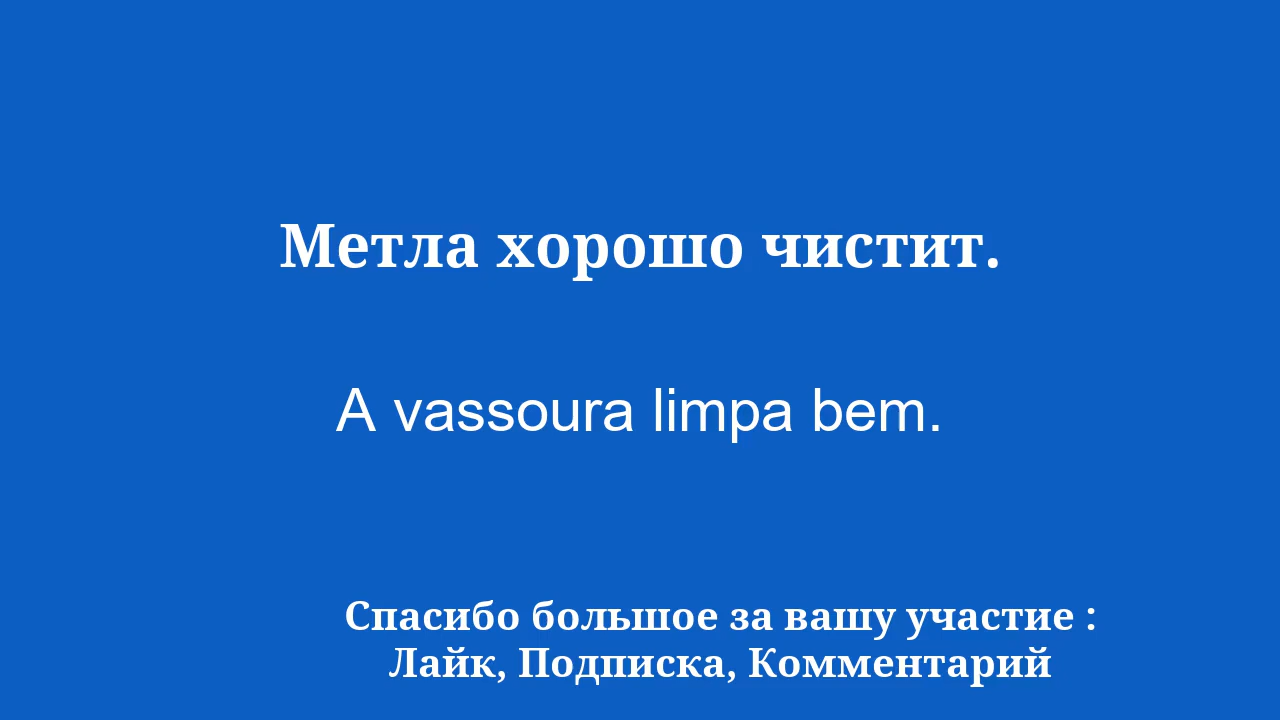 Метла хорошо чистит.
A vassoura limpa bem.
Спасибо большое за вашу участие :
Лайк, Подписка, Комментарий